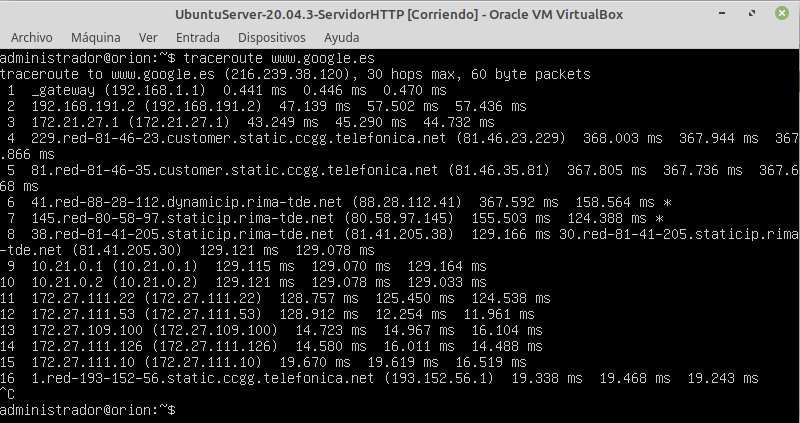 UbuntuServer-20.04.3-ServidorHTTP [Corriendo] - Oracle VM VirtualBox
Archivo Máquina Ver Entrada Dispositivos Ayuda
administrador@orion:~$ traceroute www.google.es
traceroute to www.google.es (216.239.38.120), 30 hops max, 60 byte packets
 1  _gateway (192.168.1.1)  0.441 ms  0.446 ms  0.470 ms
 2  192.168.191.2 (192.168.191.2)  47.139 ms  57.502 ms  57.436 ms
 3  172.21.27.1 (172.21.27.1)  43.249 ms  45.290 ms  44.732 ms
 4  229.red-81-46-23.customer.static.ccgg.telefonica.net (81.46.23.229)  368.003 ms  367.944 ms  367
.866 ms
 5  81.red-81-46-35.customer.static.ccgg.telefonica.net (81.46.35.81)  367.805 ms  367.736 ms  367.6
68 ms
 6  41.red-88-28-112.dynamicip.rima-tde.net (88.28.112.41)  367.592 ms  158.564 ms *
 7  145.red-80-58-97.staticip.rima-tde.net (80.58.97.145)  155.503 ms  124.388 ms *
 8  38.red-81-41-205.staticip.rima-tde.net (81.41.205.38)  129.166 ms 30.red-81-41-205.staticip.rima
-tde.net (81.41.205.30)  129.121 ms  129.078 ms
 9  10.21.0.1 (10.21.0.1)  129.115 ms  129.070 ms  129.164 ms
10  10.21.0.2 (10.21.0.2)  129.121 ms  129.078 ms  129.033 ms
11  172.27.111.22 (172.27.111.22)  128.757 ms  125.450 ms  124.538 ms
12  172.27.111.53 (172.27.111.53)  128.912 ms  12.254 ms  11.961 ms
13  172.27.109.100 (172.27.109.100)  14.723 ms  14.967 ms  16.104 ms
14  172.27.111.126 (172.27.111.126)  14.580 ms  16.011 ms  14.488 ms
15  172.27.111.10 (172.27.111.10)  19.670 ms  19.619 ms  16.519 ms
16  1.red-193-152-56.static.ccgg.telefonica.net (193.152.56.1)  19.338 ms  19.468 ms  19.243 ms
^C
administrador@orion:~$